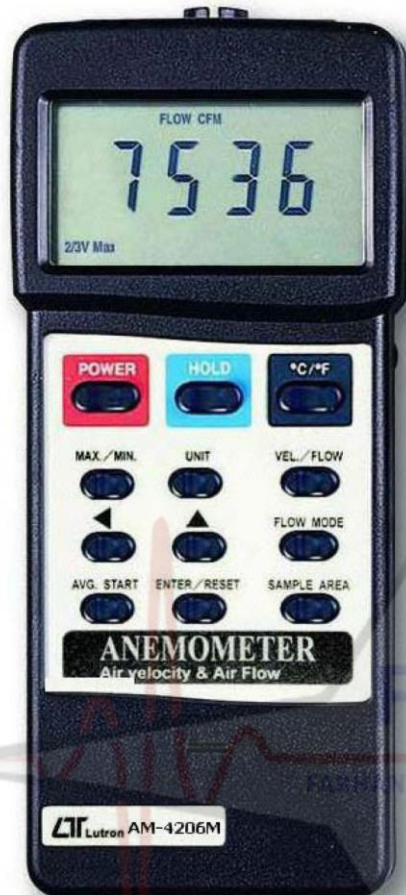 FLOW CFM
7536
2/3V Max
POWER HOLD °C/°F
MAX./MIN. UNIT VEL./FLOW
◀ ▲ FLOW MODE
AVG. START ENTER/RESET SAMPLE AREA
ANEMOMETER
Air velocity & Air Flow
LT Lutron AM-4206M